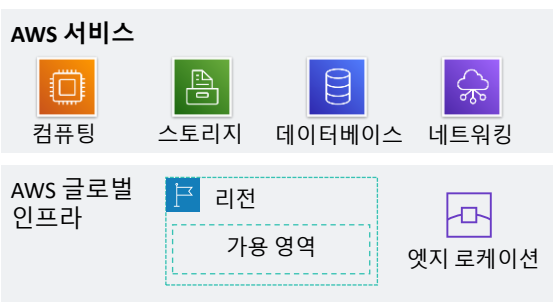 AWS 서비스
컴퓨팅
스토리지
데이터베이스
네트워킹
AWS 글로벌
인프라
리전
가용 영역
엣지 로케이션